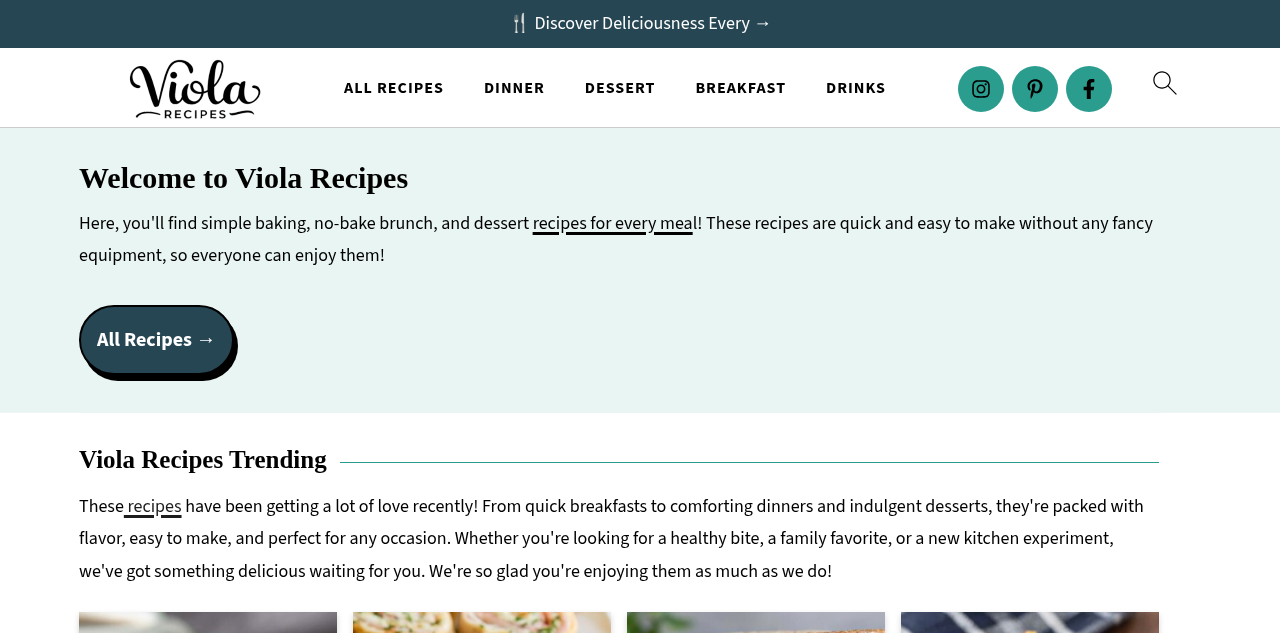 🍴 Discover Deliciousness Every →
Viola
RECIPES
ALL RECIPES DINNER DESSERT BREAKFAST DRINKS
Welcome to Viola Recipes
Here, you'll find simple baking, no-bake brunch, and dessert recipes for every meal! These recipes are quick and easy to make without any fancy
equipment, so everyone can enjoy them!
All Recipes →
Viola Recipes Trending
These recipes have been getting a lot of love recently! From quick breakfasts to comforting dinners and indulgent desserts, they're packed with
flavor, easy to make, and perfect for any occasion. Whether you're looking for a healthy bite, a family favorite, or a new kitchen experiment,
we've got something delicious waiting for you. We're so glad you're enjoying them as much as we do!